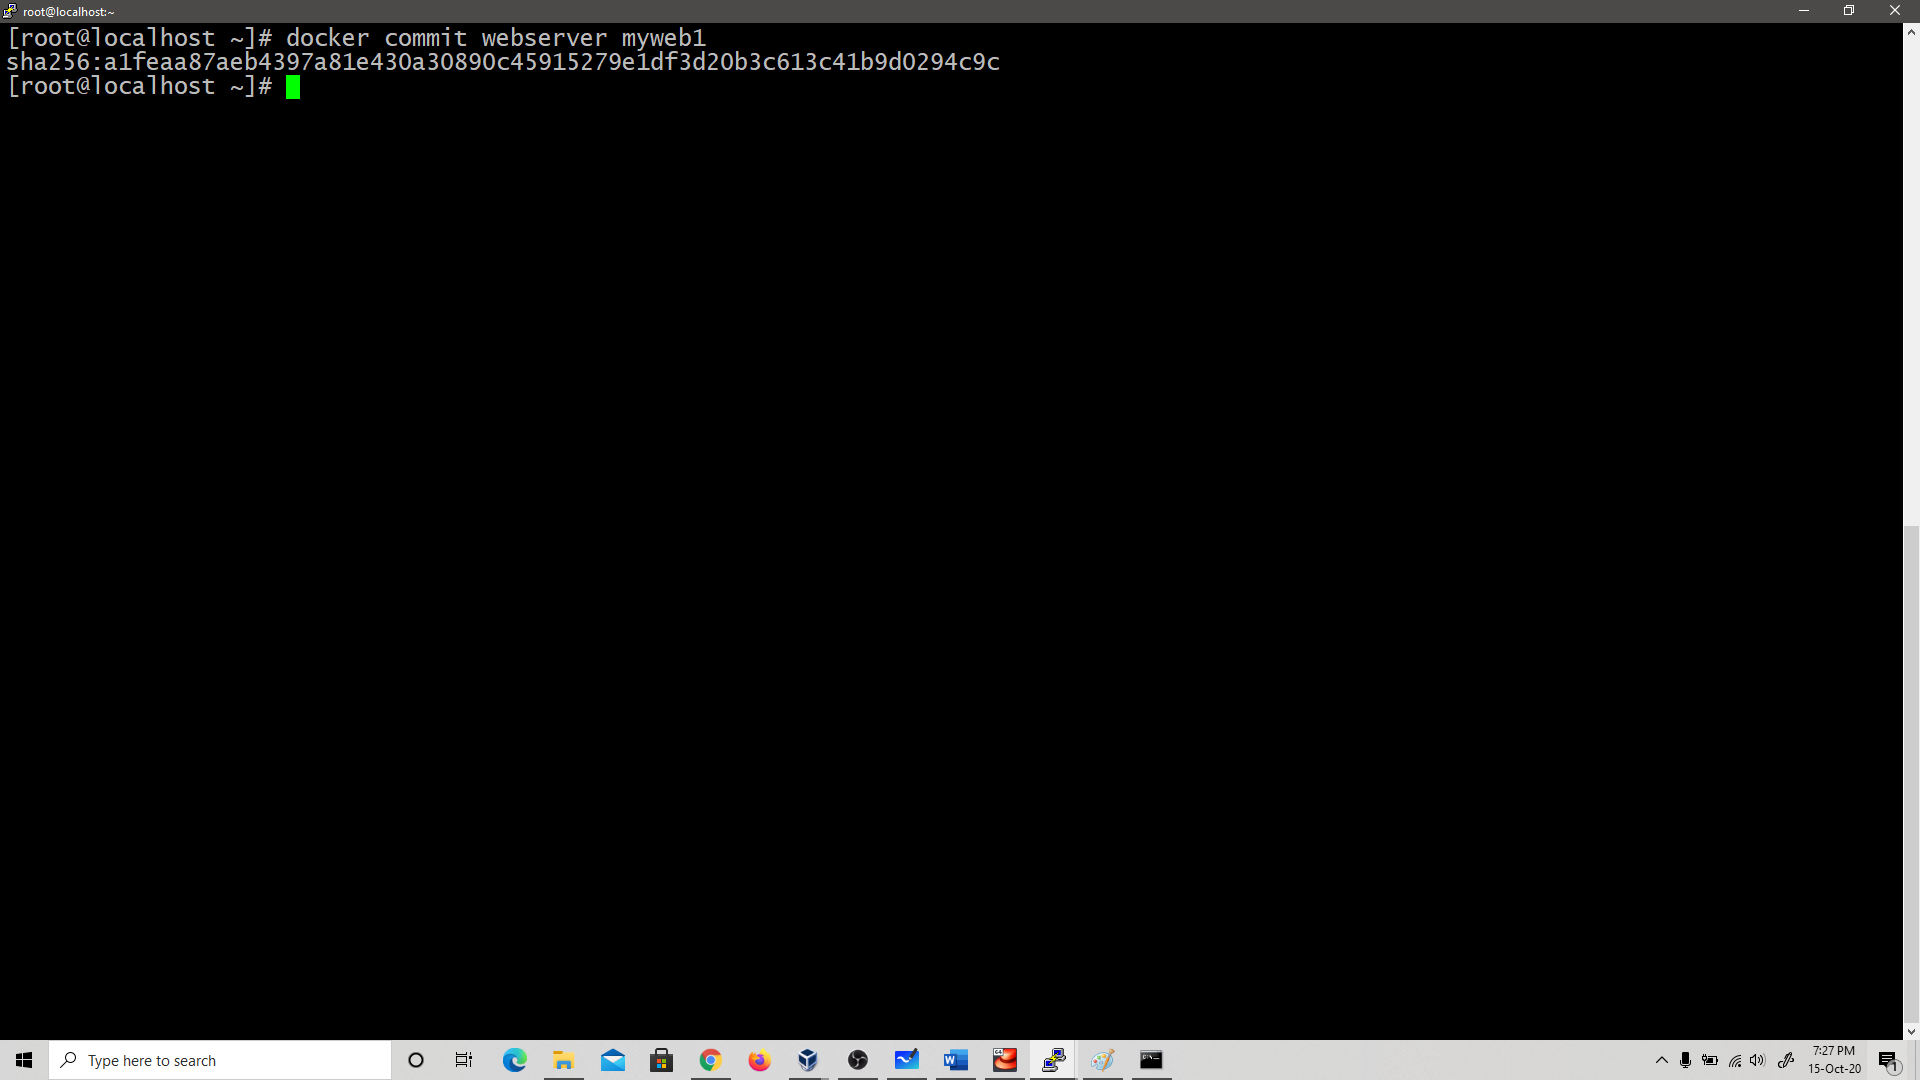 root@localhost:~
[root@localhost ~]# docker commit webserver myweb1
sha256:a1feaa87aeb4397a81e430a30890c45915279e1df3d20b3c613c41b9d0294c9c
[root@localhost ~]#
Type here to search
7:27 PM
15-Oct-20
1